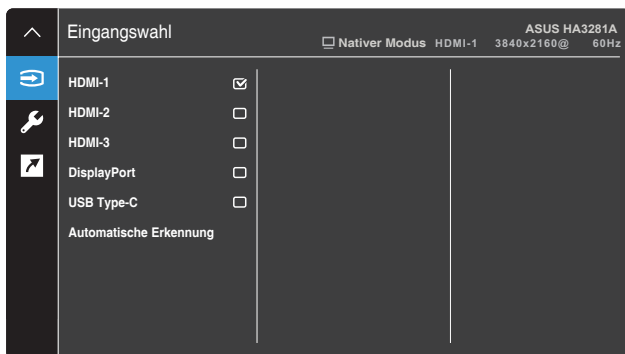 Eingangswahl
ASUS HA3281A
Nativer Modus HDMI-1 3840x2160@ 60Hz
HDMI-1
HDMI-2
HDMI-3
DisplayPort
USB Type-C
Automatische Erkennung